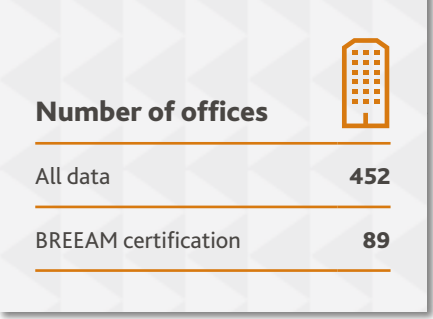 Number of offices
All data 452
BREEAM certification 89